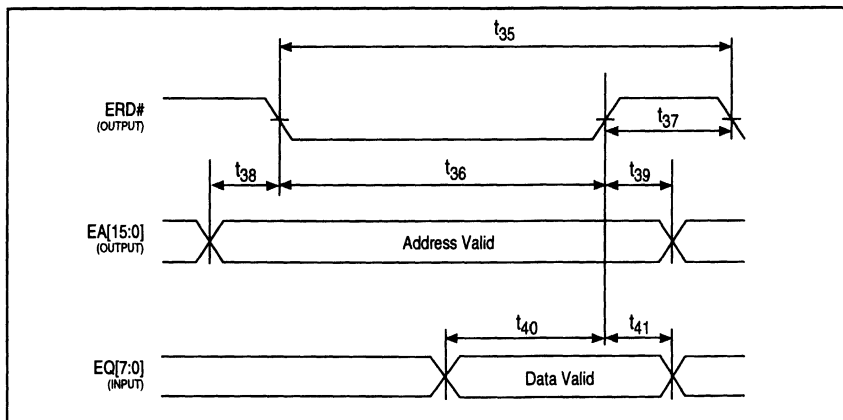 t35
ERD#
(OUTPUT)
t37
t38
t36
t39
EA[15:0]
(OUTPUT)
Address Valid
t40
t41
EQ[7:0]
(INPUT)
Data Valid